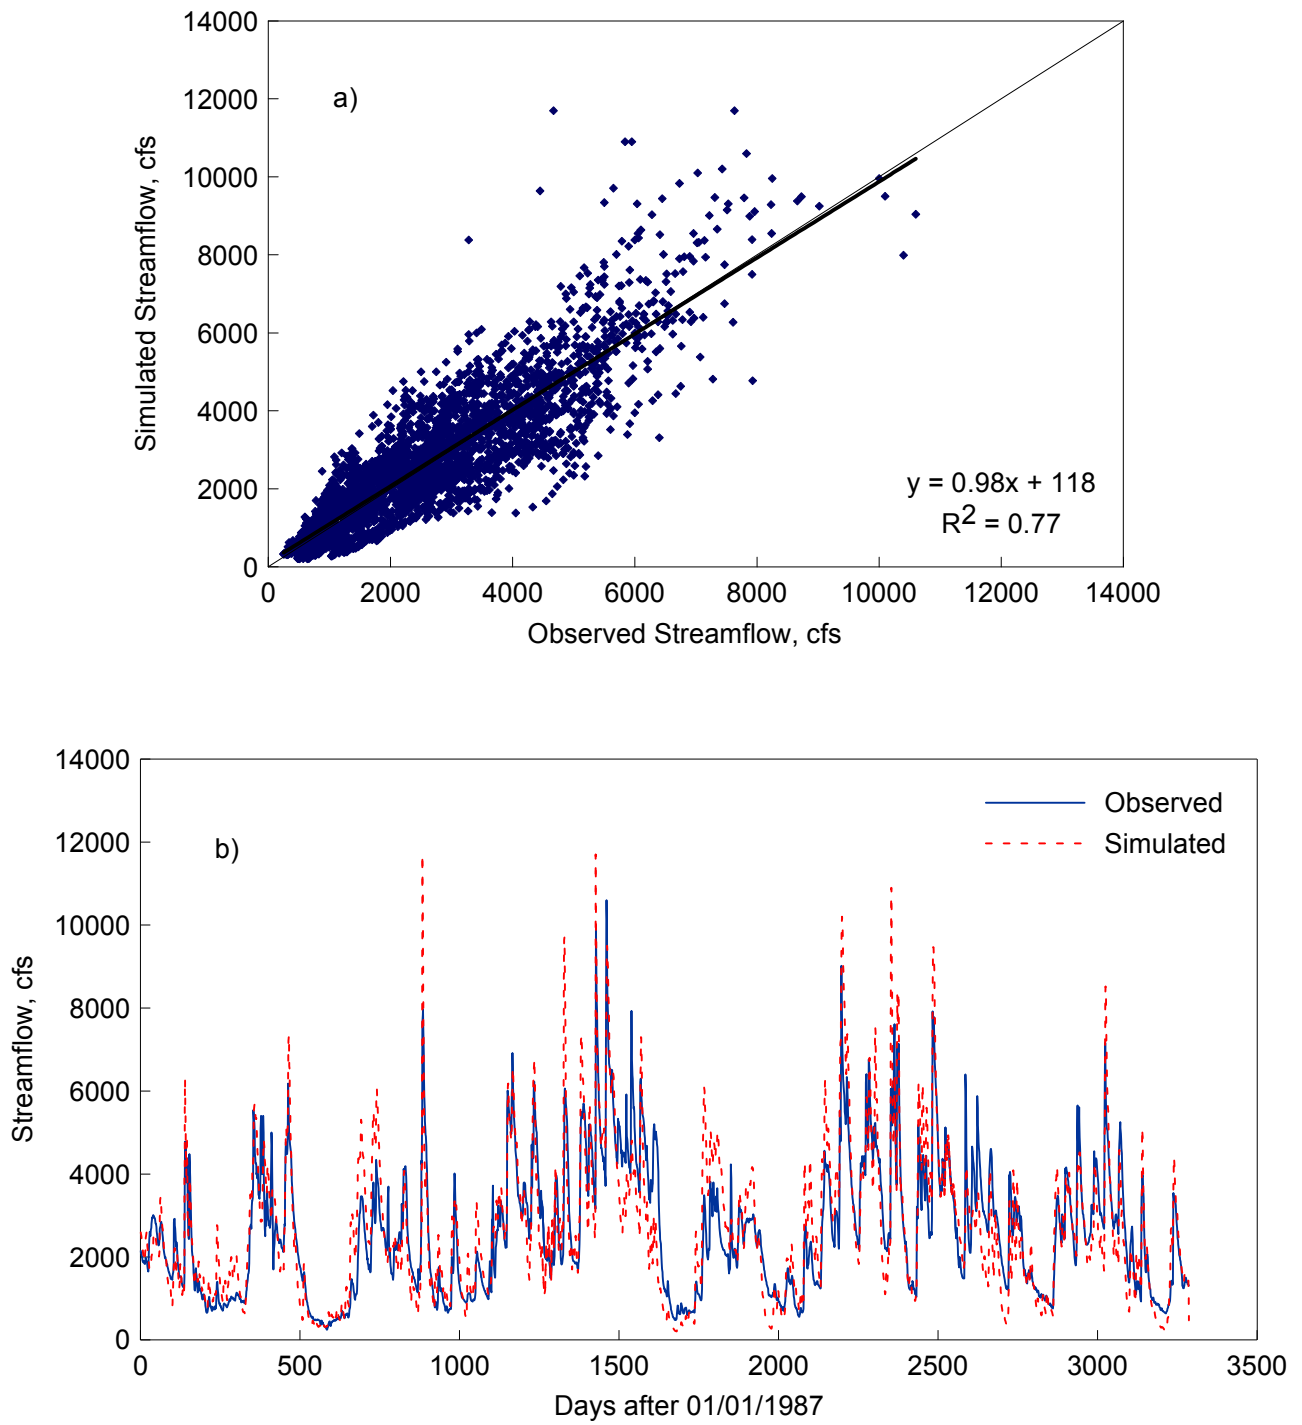 14000
12000
10000
8000
6000
4000
2000
0
a)
Simulated Streamflow, cfs
y = 0.98x + 118
R² = 0.77
0 2000 4000 6000 8000 10000 12000 14000
Observed Streamflow, cfs
14000
12000
10000
8000
6000
4000
2000
0
b)
Observed
Simulated
Streamflow, cfs
0 500 1000 1500 2000 2500 3000 3500
Days after 01/01/1987